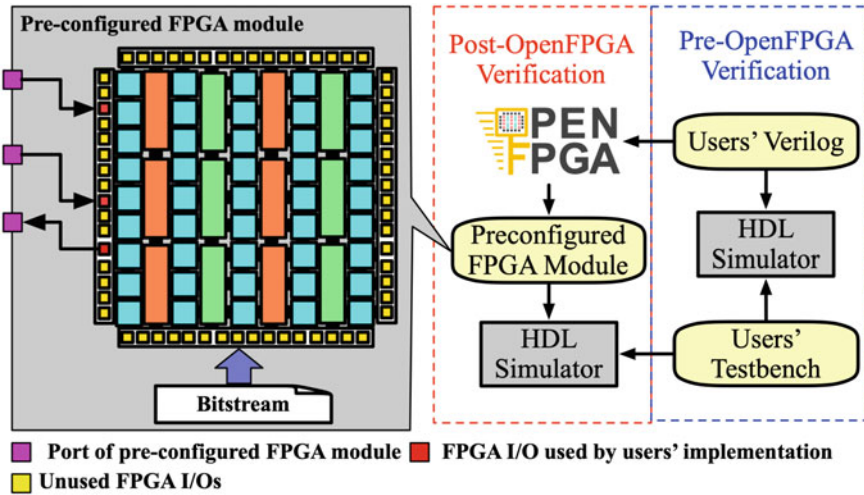 Pre-configured FPGA module
Bitstream
Post-OpenFPGA
Verification
Pre-OpenFPGA
Verification
OPEN
FPGA
Users' Verilog
Preconfigured
FPGA Module
HDL
Simulator
HDL
Simulator
Users'
Testbench
Port of pre-configured FPGA module
FPGA I/O used by users' implementation
Unused FPGA I/Os